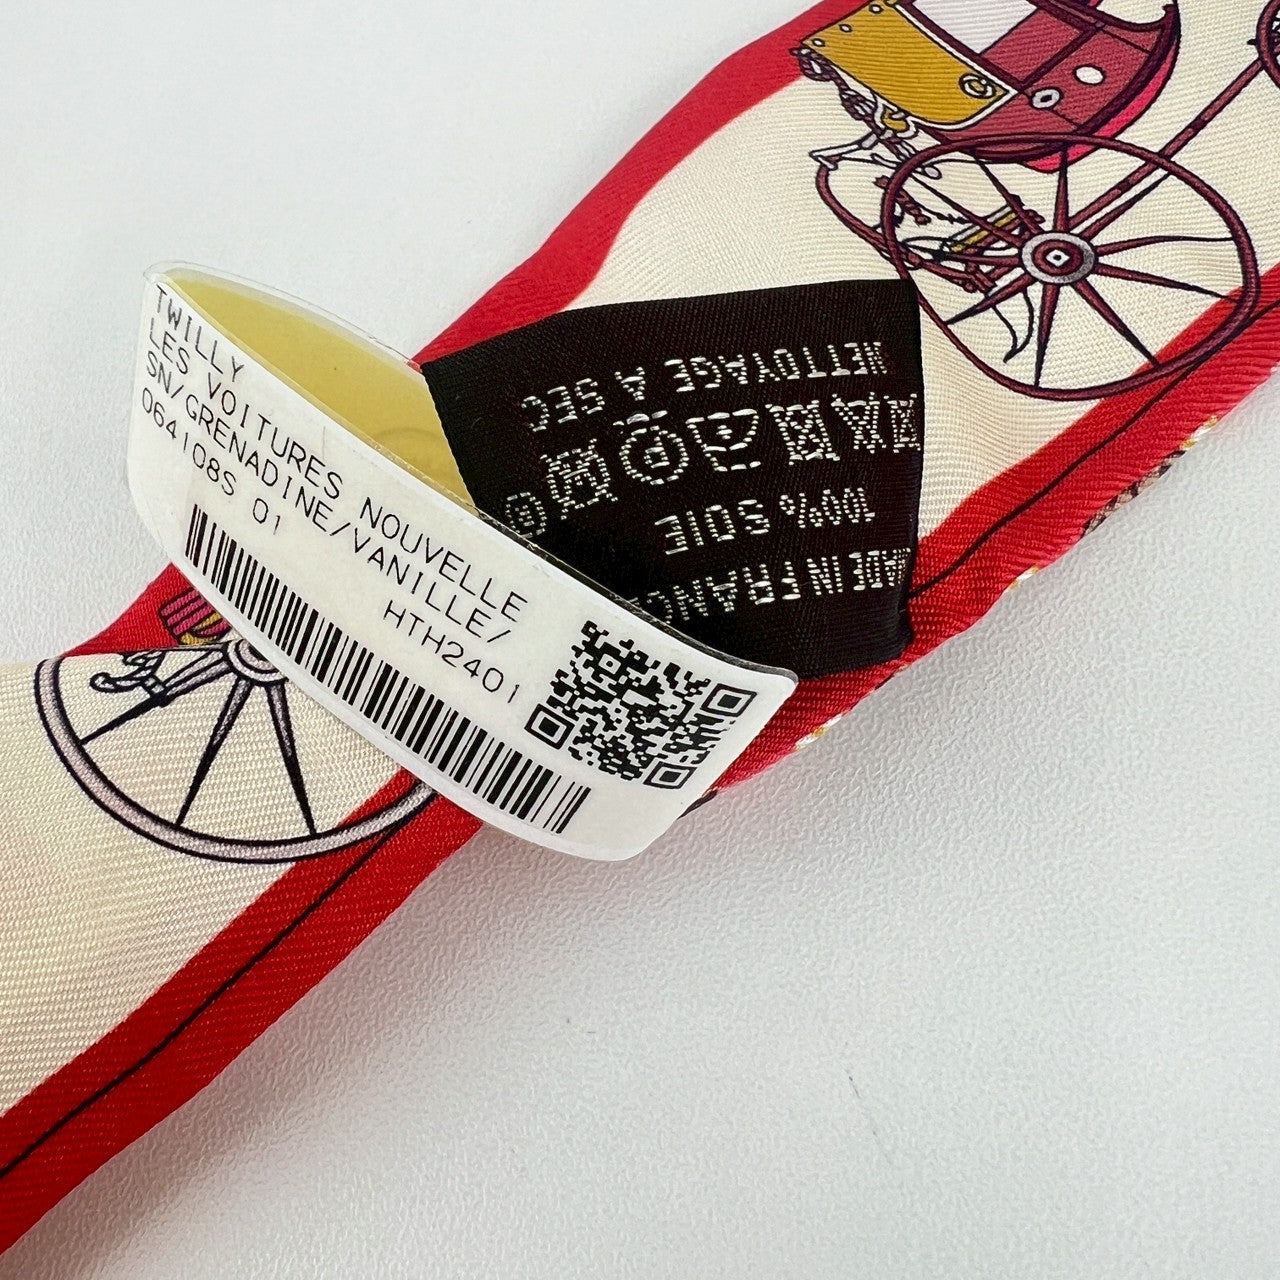 TWILLY
LES VOITURES NOUVELLE
SN/GRENADINE/VANILLE/
064108S 01 HTH2401
NETTOYAGE A SEC
100% SOIE
MADE IN FRANC